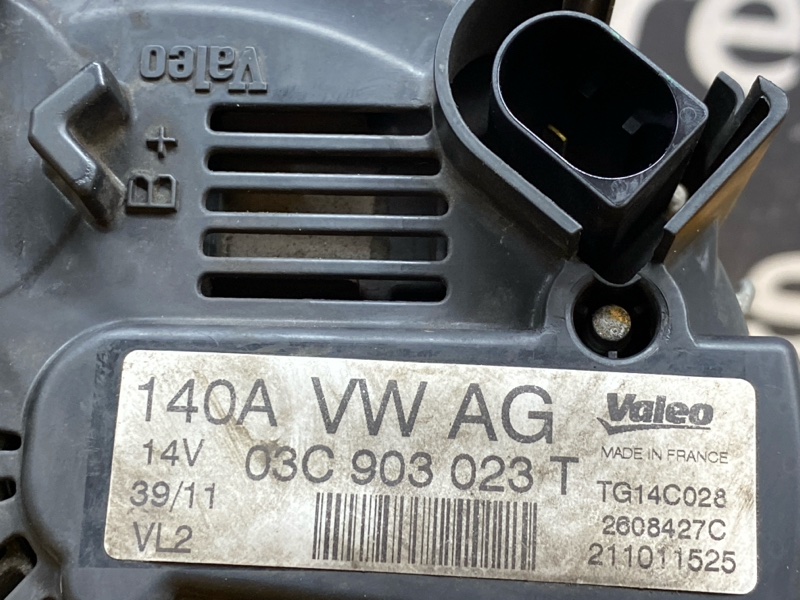 Valeo
B+
140A VW AG
14V 03C 903 023 T
39/11
VL2
Valeo
MADE IN FRANCE
TG14C028
2608427C
211011525